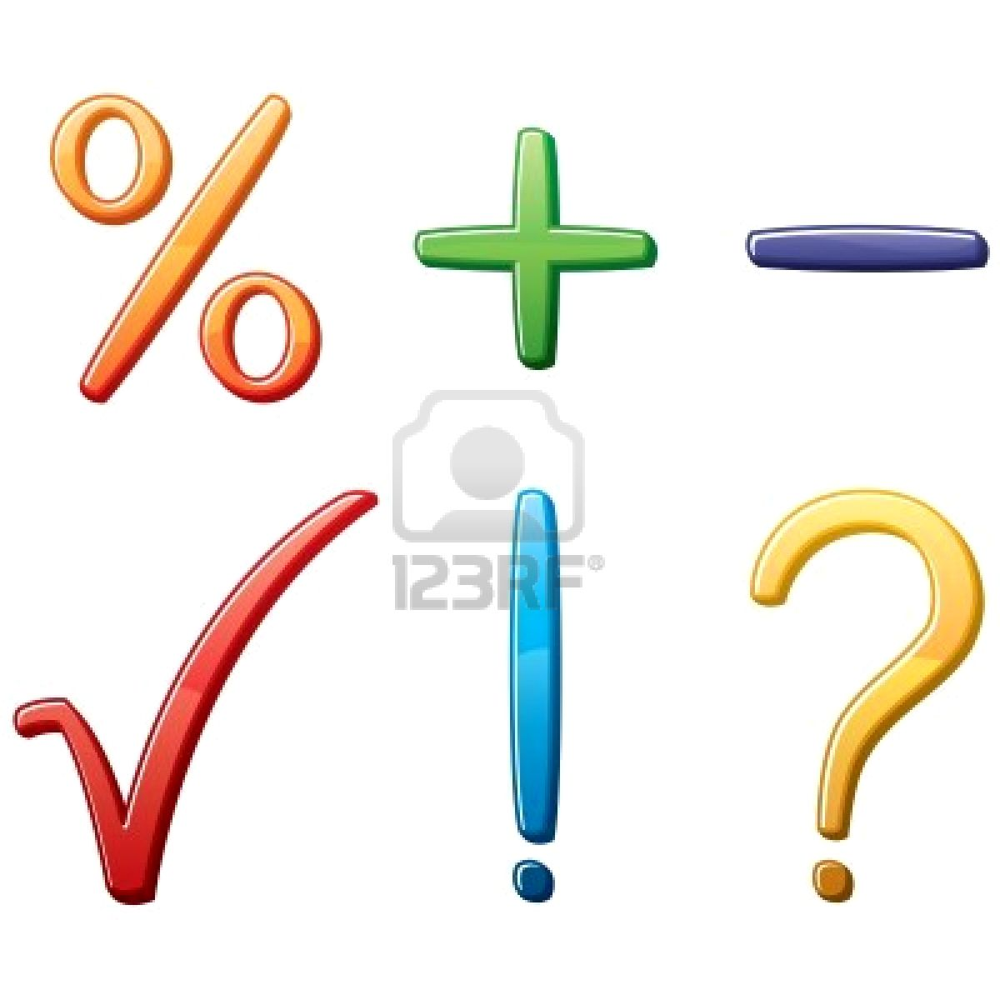 % + −
√ ! ?
123RF®